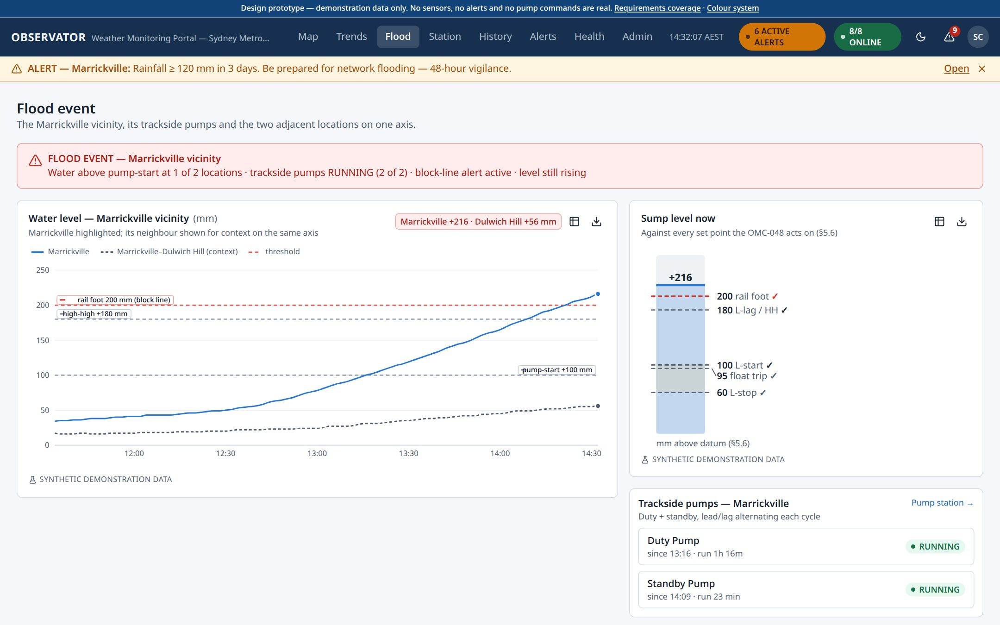 Design prototype — demonstration data only. No sensors, no alerts and no pump commands are real. Requirements coverage · Colour system
OBSERVATOR Weather Monitoring Portal — Sydney Metro... Map Trends Flood Station History Alerts Health Admin 14:32:07 AEST 6 ACTIVE ALERTS 8/8 ONLINE 9 SC
ALERT — Marrickville: Rainfall ≥ 120 mm in 3 days. Be prepared for network flooding — 48-hour vigilance. Open
Flood event
The Marrickville vicinity, its trackside pumps and the two adjacent locations on one axis.
FLOOD EVENT — Marrickville vicinity
Water above pump-start at 1 of 2 locations · trackside pumps RUNNING (2 of 2) · block-line alert active · level still rising
Water level — Marrickville vicinity (mm)
Marrickville highlighted; its neighbour shown for context on the same axis
Marrickville +216 · Dulwich Hill +56 mm
Marrickville Marrickville–Dulwich Hill (context) threshold
250
rail foot 200 mm (block line)
200
high-high +180 mm
150
pump-start +100 mm
100
50
0
12:00 12:30 13:00 13:30 14:00 14:30
SYNTHETIC DEMONSTRATION DATA
Sump level now
Against every set point the OMC-048 acts on (§5.6)
+216
200 rail foot ✓
180 L-lag / HH ✓
100 L-start ✓
95 float trip ✓
60 L-stop ✓
mm above datum (§5.6)
SYNTHETIC DEMONSTRATION DATA
Trackside pumps — Marrickville
Pump station →
Duty + standby, lead/lag alternating each cycle
Duty Pump
since 13:16 · run 1h 16m
RUNNING
Standby Pump
since 14:09 · run 23 min
RUNNING